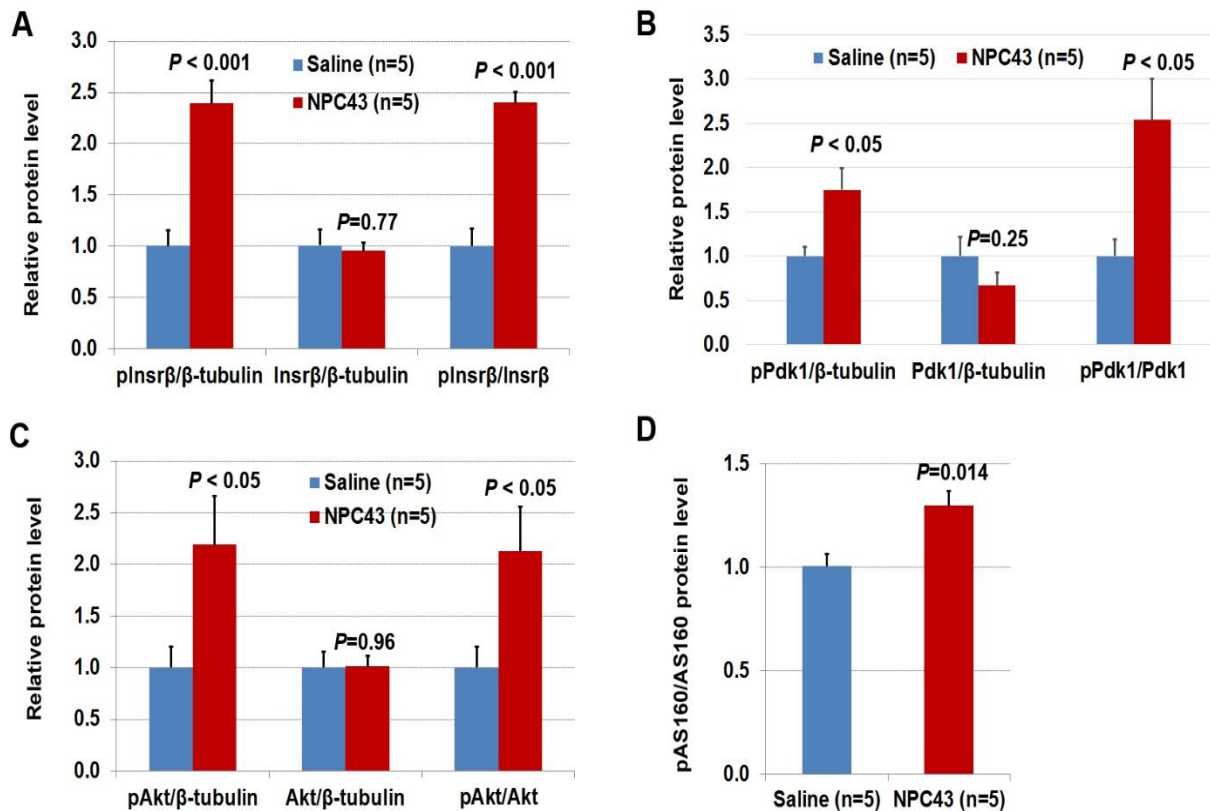 A
Relative protein level
3.0
2.5
2.0
1.5
1.0
0.5
0.0
P < 0.001
Saline (n=5)
NPC43 (n=5)
P < 0.001
P=0.77
pInsrβ/β-tubulin Insrβ/β-tubulin pInsrβ/Insrβ
B
Relative protein level
3.5
3.0
2.5
2.0
1.5
1.0
0.5
0.0
Saline (n=5) NPC43 (n=5)
P < 0.05
P < 0.05
P=0.25
pPdk1/β-tubulin Pdk1/β-tubulin pPdk1/Pdk1
C
Relative protein level
3.0
2.5
2.0
1.5
1.0
0.5
0.0
P < 0.05
Saline (n=5)
NPC43 (n=5)
P < 0.05
P=0.96
pAkt/β-tubulin Akt/β-tubulin pAkt/Akt
D
pAS160/AS160 protein level
1.5
1.0
0.5
0.0
P=0.014
Saline (n=5) NPC43 (n=5)